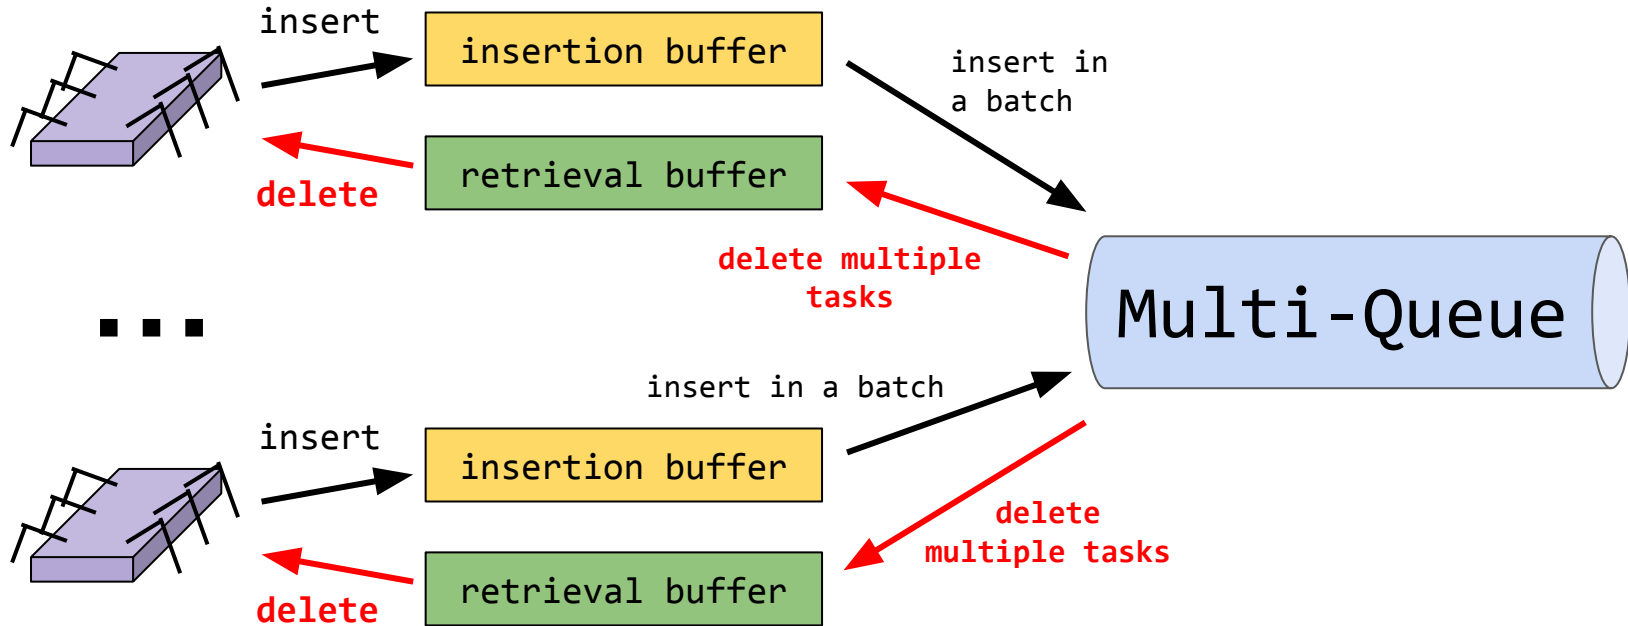 insert
insertion buffer
insert in
a batch
retrieval buffer
delete
delete multiple
tasks
Multi-Queue
...
insert in a batch
insert
insertion buffer
delete
multiple tasks
retrieval buffer
delete